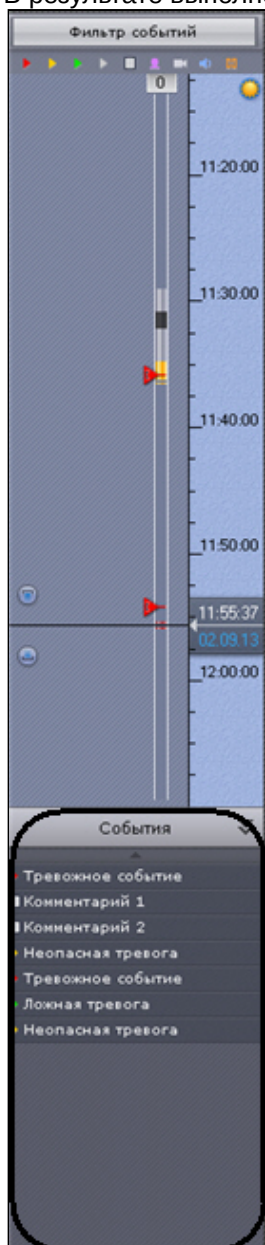 Фильтр событий
0
11:20:00
11:30:00
11:40:00
11:50:00
11:55:37
02.09.13
12:00:00
События
Тревожное событие
Комментарий 1
Комментарий 2
Неопасная тревога
Тревожное событие
Ложная тревога
Неопасная тревога